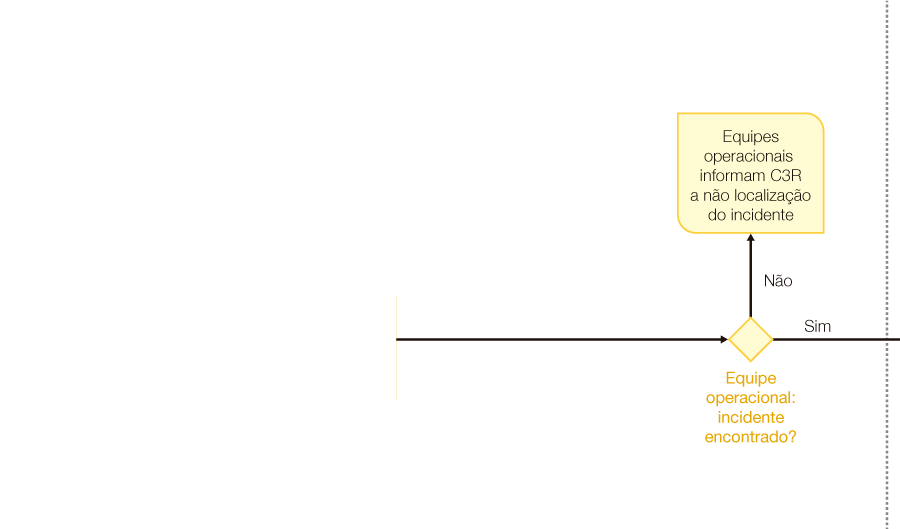 Equipes
operacionais
informam C3R
a não localização
do incidente
Não
Sim
Equipe
operacional:
incidente
encontrado?